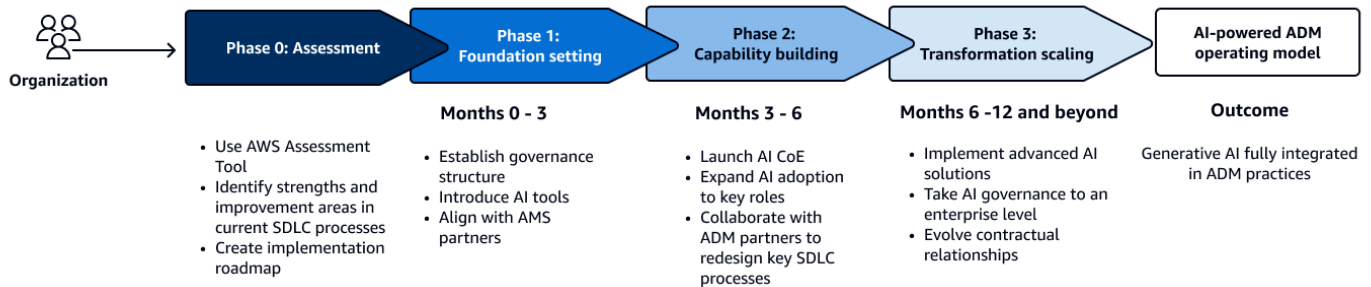 Organization
Phase 0: Assessment
Phase 1:
Foundation setting
Phase 2:
Capability building
Phase 3:
Transformation scaling
AI-powered ADM
operating model
Months 0 - 3
Months 3 - 6
Months 6 -12 and beyond
Outcome
• Use AWS Assessment
Tool
• Identify strengths and
improvement areas in
current SDLC processes
• Create implementation
roadmap
• Establish governance
structure
• Introduce AI tools
• Align with AMS
partners
• Launch AI CoE
• Expand AI adoption
to key roles
• Collaborate with
ADM partners to
redesign key SDLC
processes
• Implement advanced AI
solutions
• Take AI governance to an
enterprise level
• Evolve contractual
relationships
Generative AI fully integrated
in ADM practices